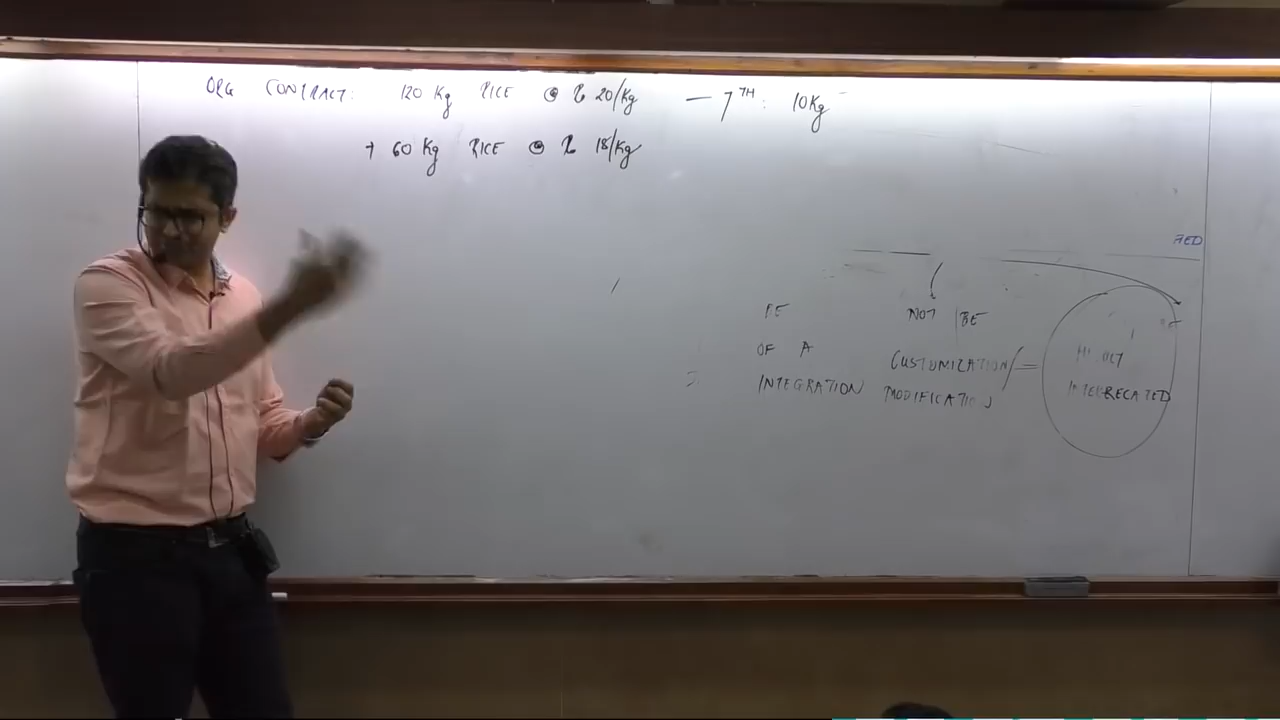 ORG CONTRACT: 120 Kg RICE @ ₹ 20/Kg — 7TH: 10Kg
+ 60 Kg RICE @ ₹ 18/Kg
NOT BE
OF A CUSTOMIZATION/
INTEGRATION MODIFICATION